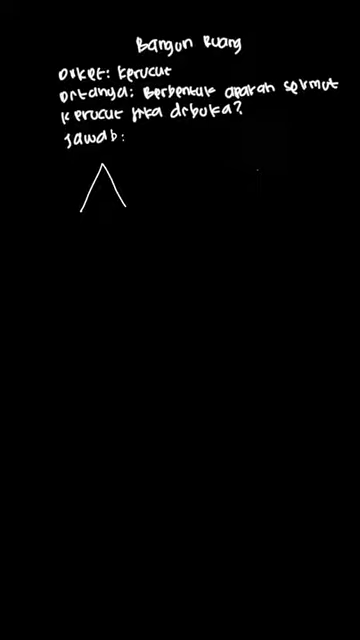 Bangun Ruang
Diket: Kerucut
Ditanya: Berbentuk apakah selimut
kerucut jika dibuka?
Jawab: